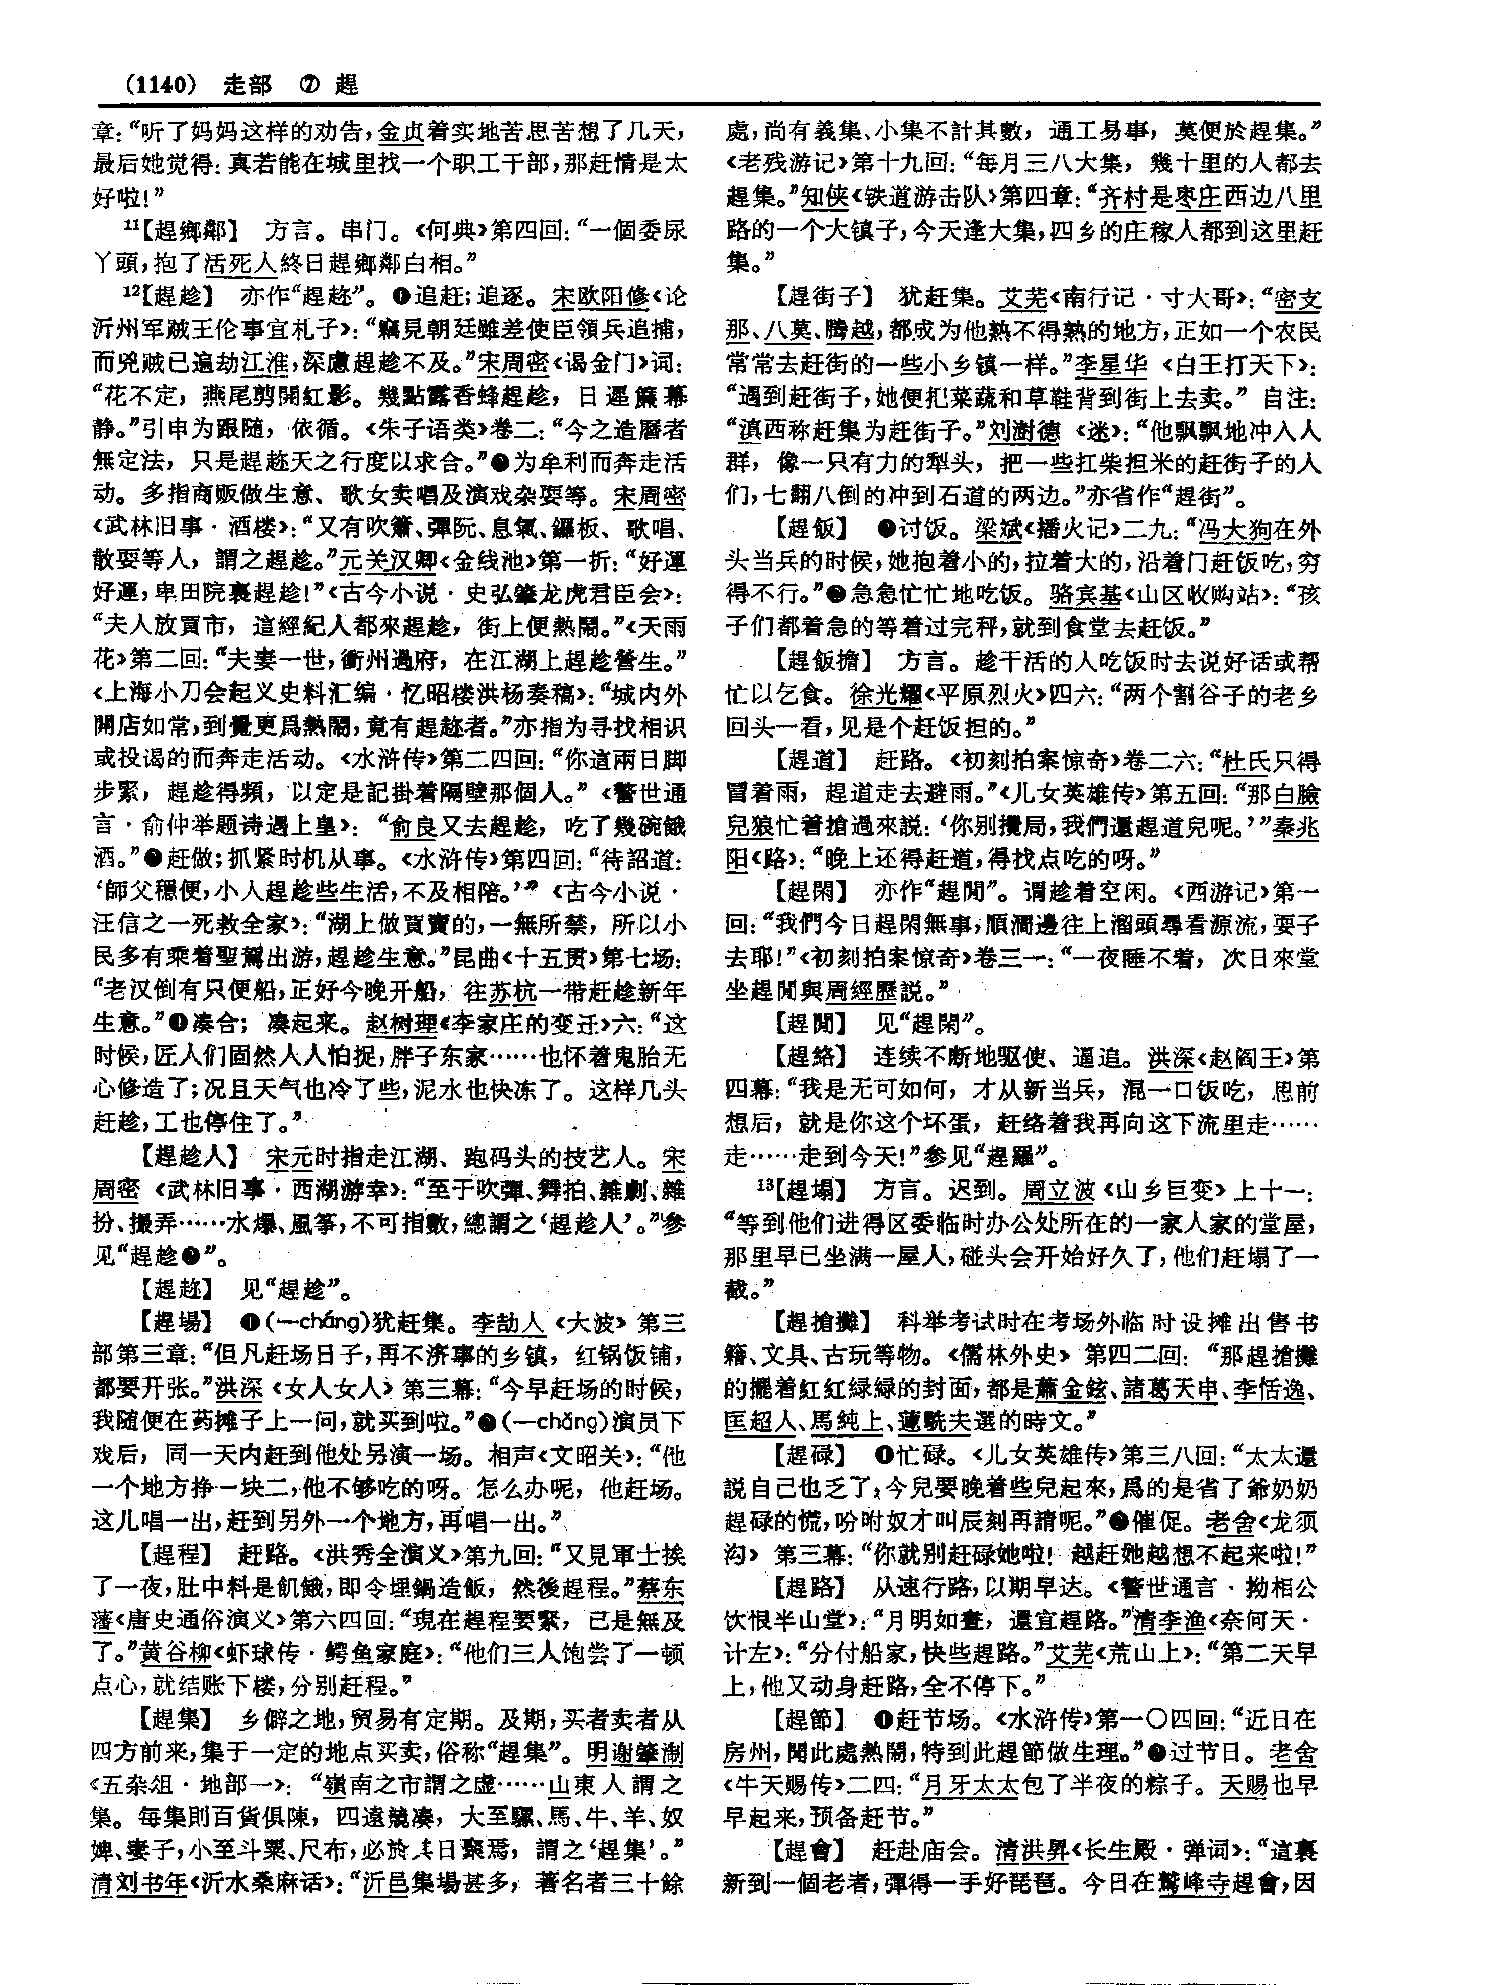 (1140) 走部 ⑦ 趕
章：“听了妈妈这样的劝告，金贞着实地苦思苦想了几天，
最后她觉得：真若能在城里找一个职工干部，那赶情是太
好啦！”
11【趕鄉鄰】 方言。串门。《何典》第四回：“一個委尿
丫頭，抱了活死人終日趕鄉鄰白相。”
12【趕趁】 亦作“趕趂”。❶追赶；追逐。宋欧阳修《论
沂州军贼王伦事宜札子》：“竊見朝廷雖差使臣領兵追捕，
而兇賊已遍劫江淮，深慮趕趁不及。”宋周密《谒金门》词：
“花不定，燕尾剪開紅影。幾點露香蜂趕趁，日遲簾幕
静。”引申为跟随，依循。《朱子语类》卷二：“今之造曆者
無定法，只是趕趂天之行度以求合。”❷为牟利而奔走活
动。多指商贩做生意、歌女卖唱及演戏杂耍等。宋周密
《武林旧事·酒楼》：“又有吹簫、彈阮、息氣、鑼板、歌唱、
散耍等人，謂之趕趁。”元关汉卿《金线池》第一折：“好運
好運，卑田院裏趕趁！”《古今小说·史弘肇龙虎君臣会》：
“夫人放買市，這經紀人都來趕趁，街上便熱鬧。”《天雨
花》第二回：“夫妻一世，衝州過府，在江湖上趕趁營生。”
《上海小刀会起义史料汇编·忆昭楼洪杨奏稿》：“城内外
開店如常，到覺更爲熱鬧，竟有趕趂者。”亦指为寻找相识
或投谒的而奔走活动。《水浒传》第二四回：“你這兩日脚
步緊，趕趁得頻，以定是記掛着隔壁那個人。”《警世通
言·俞仲举题诗遇上皇》：“俞良又去趕趁，吃了幾碗餓
酒。”❸赶做；抓紧时机从事。《水浒传》第四回：“待詔道：
‘師父穩便，小人趕趁些生活，不及相陪。’”《古今小说·
汪信之一死救全家》：“湖上做買賣的，一無所禁，所以小
民多有乘着聖駕出游，趕趁生意。”昆曲《十五贯》第七场：
“老汉倒有只便船，正好今晚开船，往苏杭一带赶趁新年
生意。”❹凑合；凑起来。赵树理《李家庄的变迁》六：“这
时候，匠人们固然人人怕捉，胖子东家……也怀着鬼胎无
心修造了；况且天气也冷了些，泥水也快冻了。这样几头
赶趁，工也停住了。”
【趕趁人】 宋元时指走江湖、跑码头的技艺人。宋
周密《武林旧事·西湖游幸》：“至于吹彈、舞拍、雜劇、雜
扮、撮弄……水爆、風筝，不可指數，總謂之‘趕趁人’。”参
见“趕趁❷”。
【趕趂】 见“趕趁”。
【趕場】 ❶(—cháng)犹赶集。李劼人《大波》第三
部第三章：“但凡赶场日子，再不济事的乡镇，红锅饭铺，
都要开张。”洪深《女人女人》第三幕：“今早赶场的时候，
我随便在药摊子上一问，就买到啦。”❷(—chǎng)演员下
戏后，同一天内赶到他处另演一场。相声《文昭关》：“他
一个地方挣一块二，他不够吃的呀。怎么办呢，他赶场。
这儿唱一出，赶到另外一个地方，再唱一出。”
【趕程】 赶路。《洪秀全演义》第九回：“又見軍士挨
了一夜，肚中料是飢餓，即令埋鍋造飯，然後趕程。”蔡东
藩《唐史通俗演义》第六四回：“現在趕程要緊，已是無及
了。”黄谷柳《虾球传·鳄鱼家庭》：“他们三人饱尝了一顿
点心，就结账下楼，分别赶程。”
【趕集】 乡僻之地，贸易有定期。及期，买者卖者从
四方前来，集于一定的地点买卖，俗称“趕集”。明谢肇淛
《五杂俎·地部一》：“嶺南之市謂之虚……山東人謂之
集。每集則百貨俱陳，四遠競凑，大至騾、馬、牛、羊、奴
婢、妻子，小至斗粟、尺布，必於其日聚焉，謂之‘趕集’。”
清刘书年《沂水桑麻话》：“沂邑集場甚多，著名者三十餘
處，尚有義集、小集不計其數，通工易事，莫便於趕集。”
《老残游记》第十九回：“每月三八大集，幾十里的人都去
趕集。”知侠《铁道游击队》第四章：“齐村是枣庄西边八里
路的一个大镇子，今天逢大集，四乡的庄稼人都到这里赶
集。”
【趕街子】 犹赶集。艾芜《南行记·寸大哥》：“密支
那、八莫、腾越，都成为他熟不得熟的地方，正如一个农民
常常去赶街的一些小乡镇一样。”李星华《白王打天下》：
“遇到赶街子，她便把菜蔬和草鞋背到街上去卖。”自注：
“滇西称赶集为赶街子。”刘澍德《迷》：“他飘飘地冲入人
群，像一只有力的犁头，把一些扛柴担米的赶街子的人
们，七翻八倒的冲到石道的两边。”亦省作“趕街”。
【趕飯】 ❶讨饭。梁斌《播火记》二九：“冯大狗在外
头当兵的时候，她抱着小的，拉着大的，沿着门赶饭吃，穷
得不行。”❷急急忙忙地吃饭。骆宾基《山区收购站》：“孩
子们都着急的等着过完秤，就到食堂去赶饭。”
【趕飯擔】 方言。趁干活的人吃饭时去说好话或帮
忙以乞食。徐光耀《平原烈火》四六：“两个割谷子的老乡
回头一看，见是个赶饭担的。”
【趕道】 赶路。《初刻拍案惊奇》卷二六：“杜氏只得
冒着雨，趕道走去避雨。”《儿女英雄传》第五回：“那白臉
兒狼忙着搶過來説：‘你别攪局，我們還趕道兒呢。’”秦兆
阳《路》：“晚上还得赶道，得找点吃的呀。”
【趕閑】 亦作“趕閒”。谓趁着空闲。《西游记》第一
回：“我們今日趕閑無事，順澗邊往上溜頭尋看源流，耍子
去耶！”《初刻拍案惊奇》卷三一：“一夜睡不着，次日來堂
坐趕閒與周經歷説。”
【趕閒】 见“趕閑”。
【趕絡】 连续不断地驱使、逼追。洪深《赵阎王》第
四幕：“我是无可如何，才从新当兵，混一口饭吃，思前
想后，就是你这个坏蛋，赶络着我再向这下流里走……
走……走到今天！”参见“趕羅”。
13【趕塌】 方言。迟到。周立波《山乡巨变》上十一：
“等到他们进得区委临时办公处所在的一家人家的堂屋，
那里早已坐满一屋人，碰头会开始好久了，他们赶塌了一
截。”
【趕搶攤】 科举考试时在考场外临时设摊出售书
籍、文具、古玩等物。《儒林外史》第四二回：“那趕搶攤
的擺着紅紅緑緑的封面，都是蕭金鉉、諸葛天申、李恬逸、
匡超人、馬純上、蘧駪夫選的時文。”
【趕碌】 ❶忙碌。《儿女英雄传》第三八回：“太太還
説自己也乏了，今兒要晚着些兒起來，爲的是省了爺奶奶
趕碌的慌，吩咐奴才叫辰刻再請呢。”❷催促。老舍《龙须
沟》第三幕：“你就别赶碌她啦！越赶她越想不起来啦！”
【趕路】 从速行路，以期早达。《警世通言·拗相公
饮恨半山堂》：“月明如晝，還宜趕路。”清李渔《奈何天·
计左》：“分付船家，快些趕路。”艾芜《荒山上》：“第二天早
上，他又动身赶路，全不停下。”
【趕節】 ❶赶节场。《水浒传》第一〇四回：“近日在
房州，聞此處熱鬧，特到此趕節做生理。”❷过节日。老舍
《牛天赐传》二四：“月牙太太包了半夜的粽子。天赐也早
早起来，预备赶节。”
【趕會】 赶赴庙会。清洪昇《长生殿·弹词》：“這裏
新到一個老者，彈得一手好琵琶。今日在鷲峰寺趕會，因